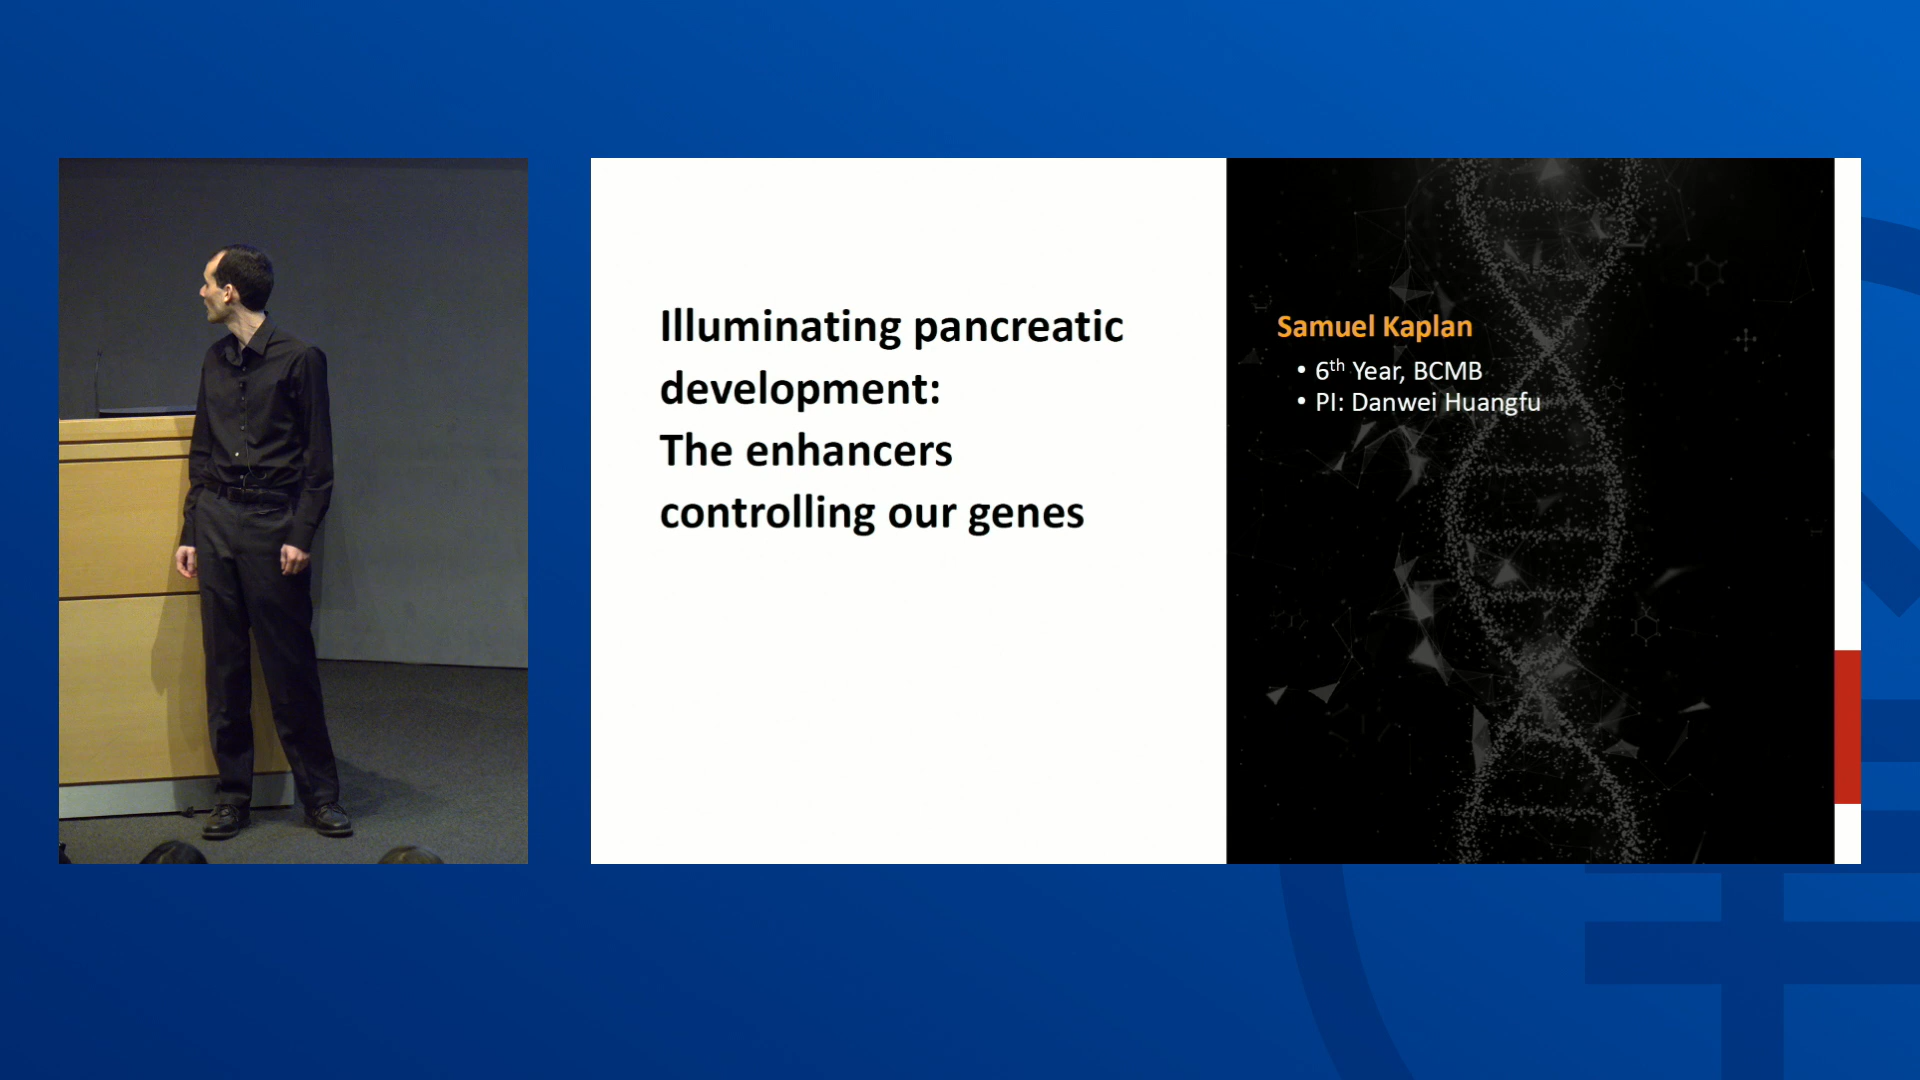 Illuminating pancreatic
development:
The enhancers
controlling our genes
Samuel Kaplan
• 6th Year, BCMB
• PI: Danwei Huangfu